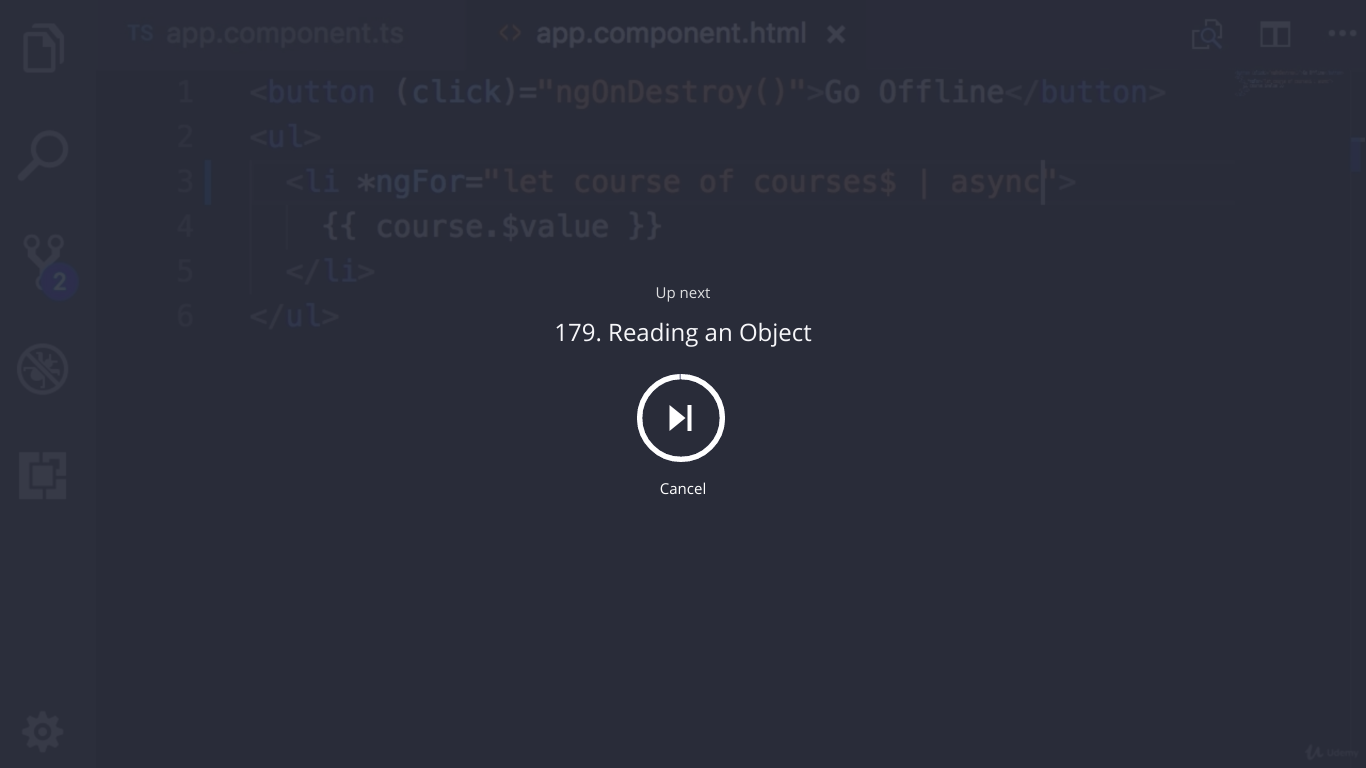 TS app.component.ts <> app.component.html ×
1 <button (click)="ngOnDestroy()">Go Offline</button>
2 <ul>
3 <li *ngFor="let course of courses$ | async">
4 {{ course.$value }}
2
5 </li>
6 </ul>
Up next
179. Reading an Object
Cancel
Udemy